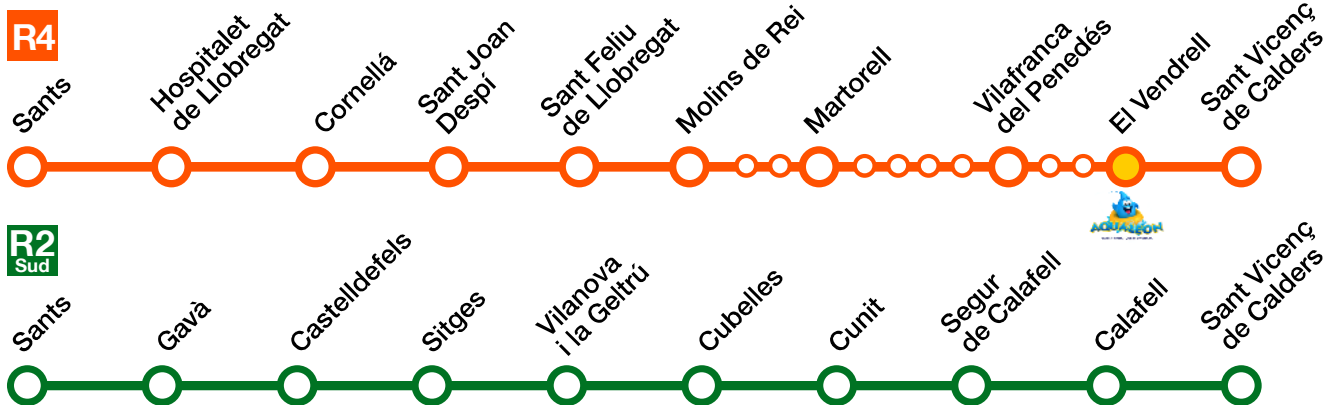 R4
Sants
Hospitalet
de Llobregat
Cornellá
Sant Joan
Despí
Sant Feliu
de Llobregat
Molins de Rei
Martorell
Vilafranca
del Penedés
El Vendrell
Sant Vicenç
de Calders
AQUALEON
R2
Sud
Sants
Gavà
Castelldefels
Sitges
Vilanova
i la Geltrú
Cubelles
Cunit
Segur
de Calafell
Calafell
Sant Vicenç
de Calders